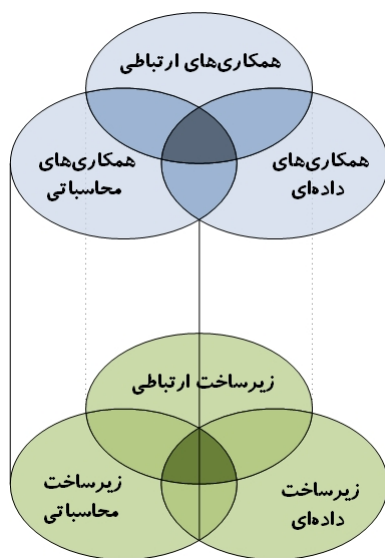 همکاری‌های ارتباطی
همکاری‌های
داده‌ای
همکاری‌های
محاسباتی
زیرساخت ارتباطی
زیرساخت
داده‌ای
زیرساخت
محاسباتی